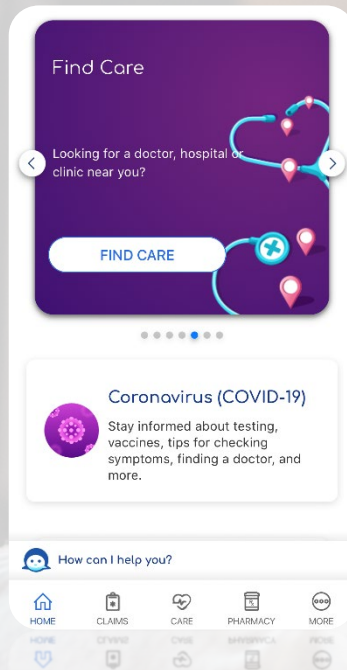 Find Care
Looking for a doctor, hospital or
clinic near you?
FIND CARE
Coronavirus (COVID-19)
Stay informed about testing,
vaccines, tips for checking
symptoms, finding a doctor, and
more.
How can I help you?
HOME CLAIMS CARE PHARMACY MORE